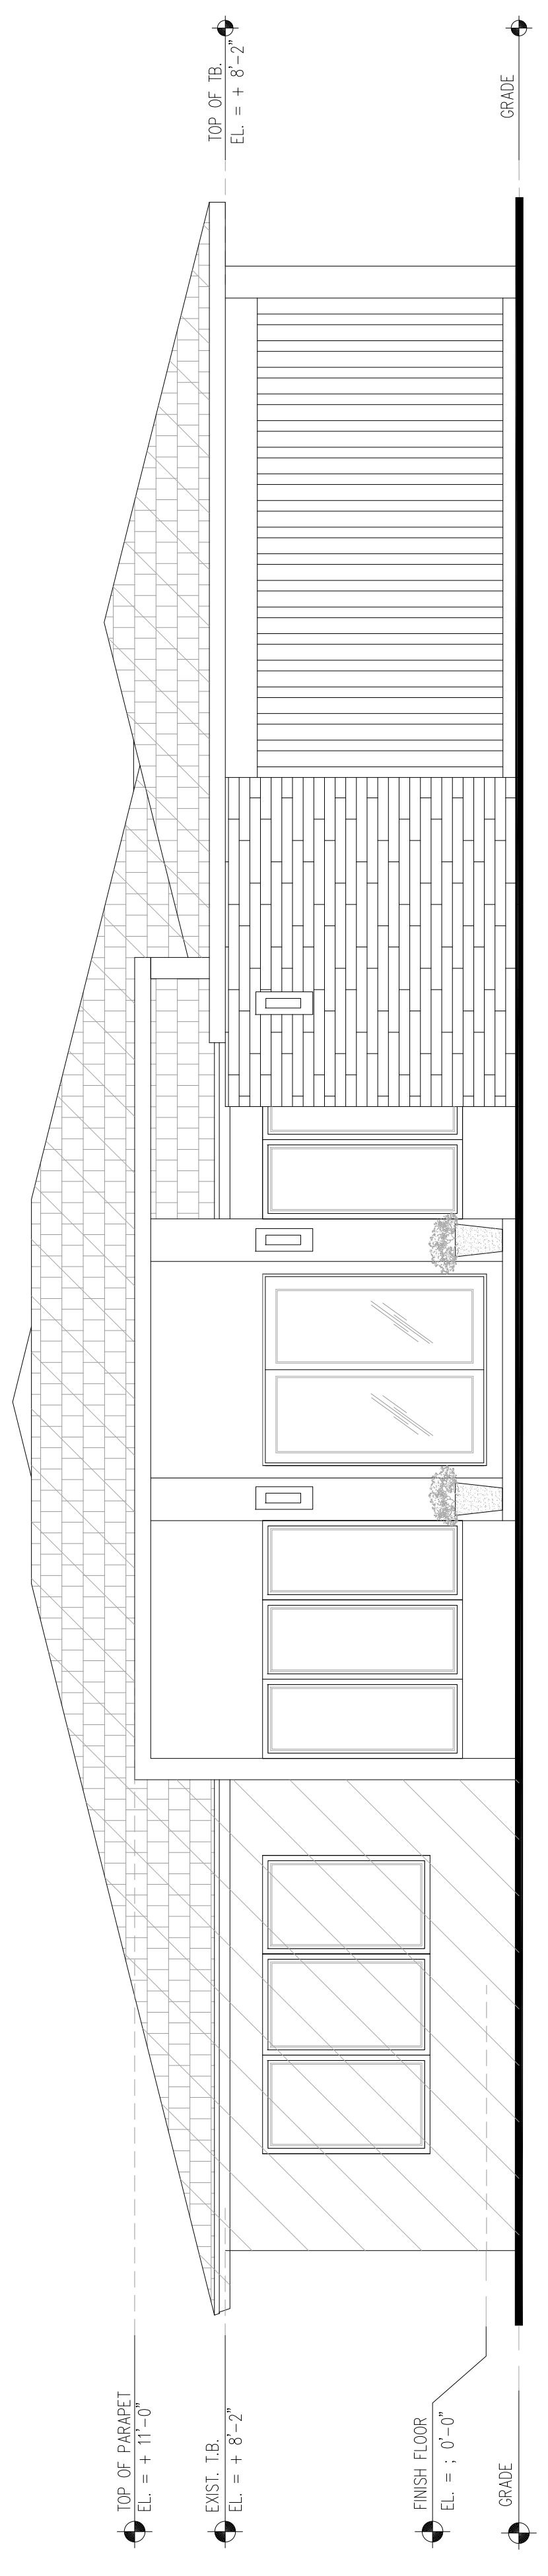 TOP OF PARAPET
EL. = + 11'-0"
EXIST. T.B.
EL. = + 8'-2"
FINISH FLOOR
EL. = ; 0'-0"
GRADE
TOP OF TB.
EL. = + 8'-2"
GRADE